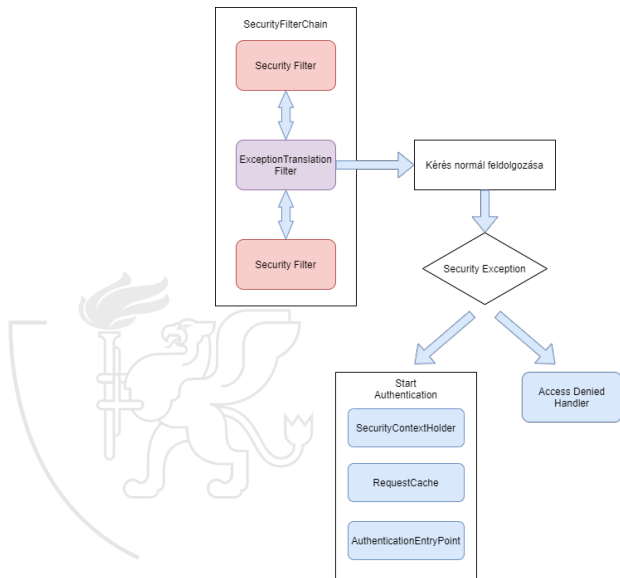 SecurityFilterChain
Security Filter
ExceptionTranslation
Filter
Security Filter
Kérés normál feldolgozása
Security Exception
Start
Authentication
SecurityContextHolder
RequestCache
AuthenticationEntryPoint
Access Denied
Handler